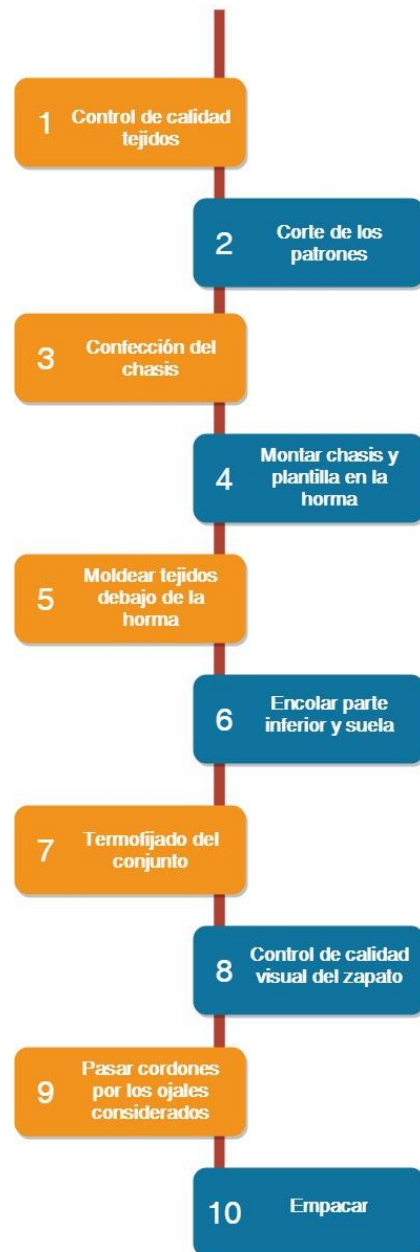 1 Control de calidad
tejidos
2 Corte de los
patrones
3 Confección del
chasis
4 Montar chasis y
plantilla en la
horma
5 Moldear tejidos
debajo de la
horma
6 Encolar parte
inferior y suela
7 Termofijado del
conjunto
8 Control de calidad
visual del zapato
9 Pasar cordones
por los ojales
considerados
10 Empacar